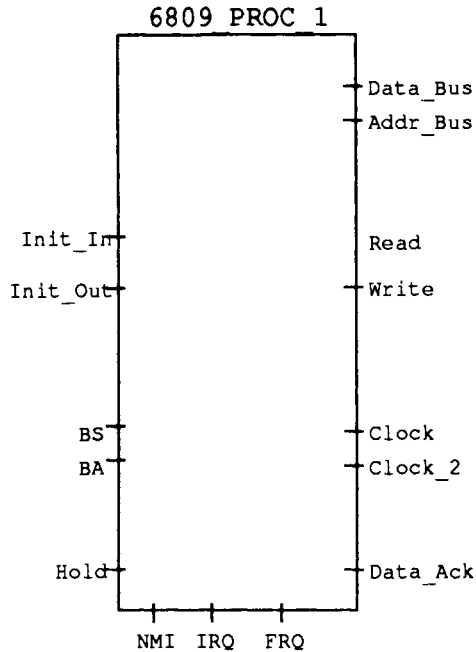 6809 PROC 1
Data_Bus
Addr_Bus
Init_In
Read
Init_Out
Write
BS
Clock
BA
Clock_2
Hold
Data_Ack
NMI IRQ FRQ